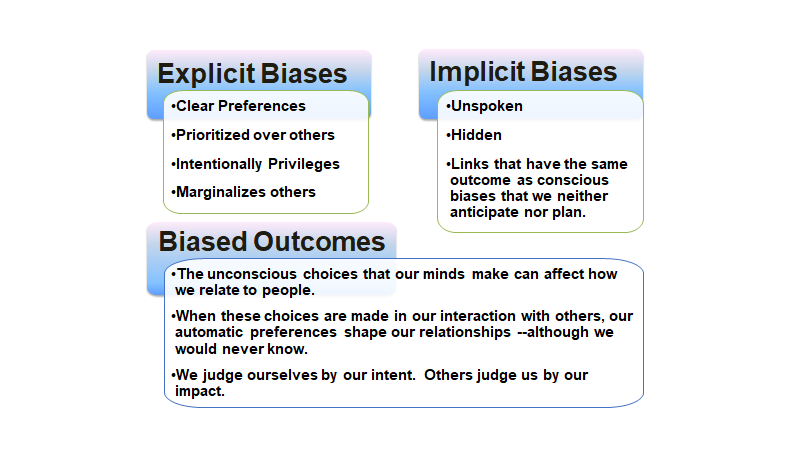 Explicit Biases
•Clear Preferences
•Prioritized over others
•Intentionally Privileges
•Marginalizes others
Implicit Biases
•Unspoken
•Hidden
•Links that have the same
outcome as conscious
biases that we neither
anticipate nor plan.
Biased Outcomes
•The unconscious choices that our minds make can affect how
we relate to people.
•When these choices are made in our interaction with others, our
automatic preferences shape our relationships --although we
would never know.
•We judge ourselves by our intent. Others judge us by our
impact.